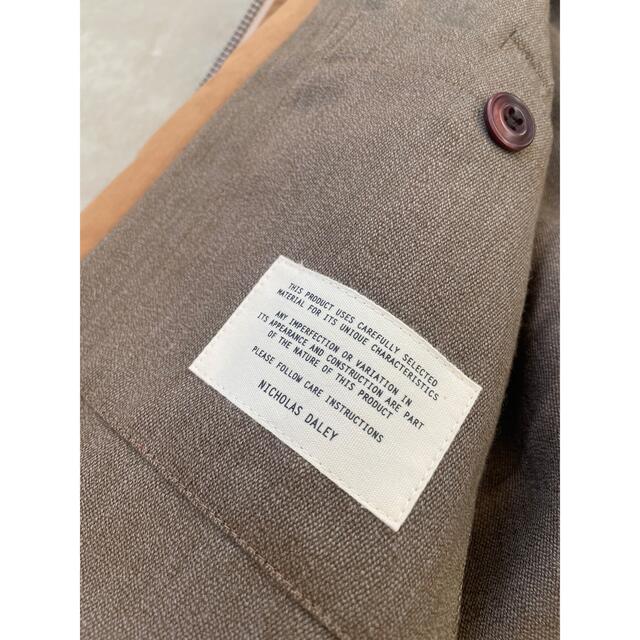 THIS PRODUCT USES CAREFULLY SELECTED
MATERIAL FOR ITS UNIQUE CHARACTERISTICS
ANY IMPERFECTION OR VARIATION IN
ITS APPEARANCE AND CONSTRUCTION ARE PART
OF THE NATURE OF THIS PRODUCT
PLEASE FOLLOW CARE INSTRUCTIONS
NICHOLAS DALEY